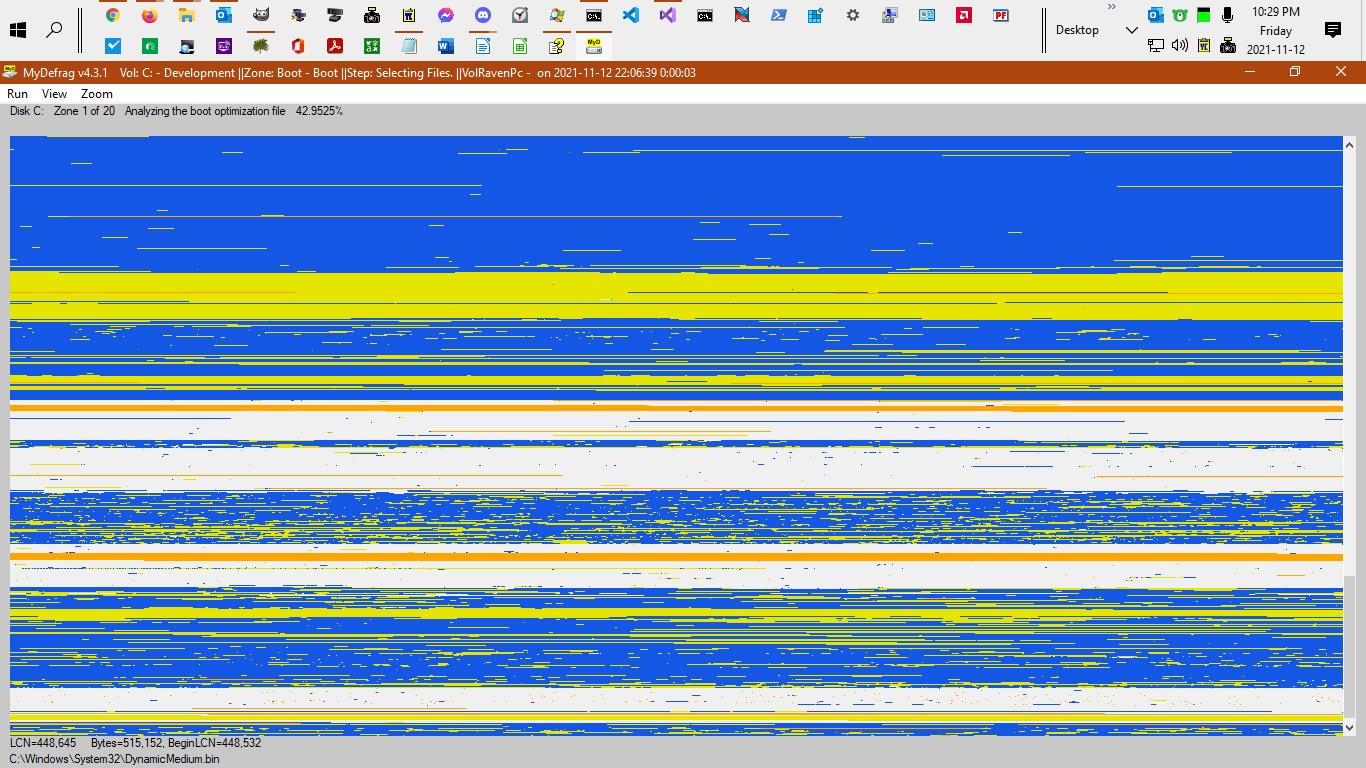 10:29 PM
Desktop
Friday
2021-11-12
MyDefrag v4.3.1 Vol: C: - Development ||Zone: Boot - Boot ||Step: Selecting Files. ||VolRavenPc - on 2021-11-12 22:06:39 0:00:03
Run View Zoom
Disk C: Zone 1 of 20 Analyzing the boot optimization file 42.9525%
LCN=448,645 Bytes=515,152, BeginLCN=448,532
C:\Windows\System32\DynamicMedium.bin